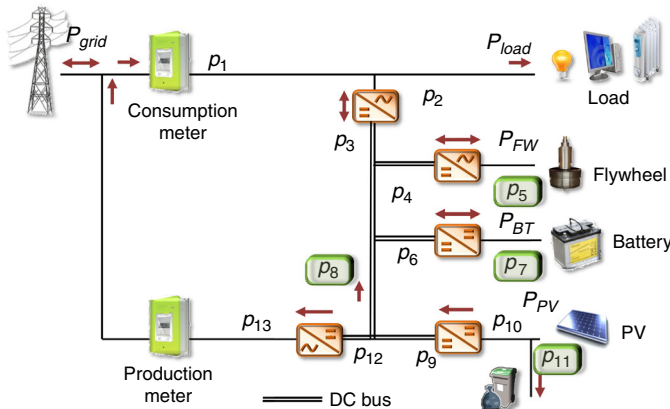 P_grid
p_1
P_load
Consumption
meter
p_2
Load
p_3
P_FW
Flywheel
p_4
p_5
P_BT
Battery
p_6
p_7
p_8
P_PV
PV
p_13
p_10
p_12
p_9
p_11
Production
meter
DC bus